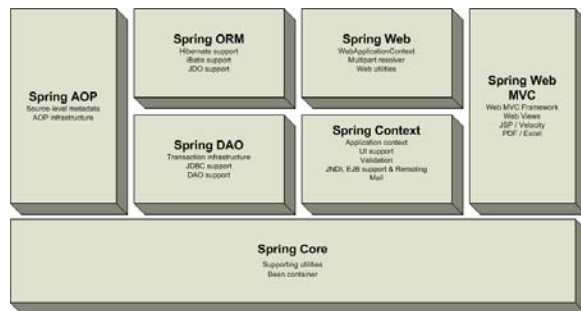 Spring ORM
Hibernate support
iBatis support
JDO support
Spring Web
WebApplicationContext
Multipart resolver
Web utilities
Spring AOP
Source-level metadata
AOP infrastructure
Spring Web
MVC
Web MVC Framework
Web Views
JSP / Velocity
PDF / Excel
Spring DAO
Transaction infrastructure
JDBC support
DAO support
Spring Context
Application context
UI support
Validation
JNDI, EJB support & Remoting
Mail
Spring Core
Supporting utilities
Bean container